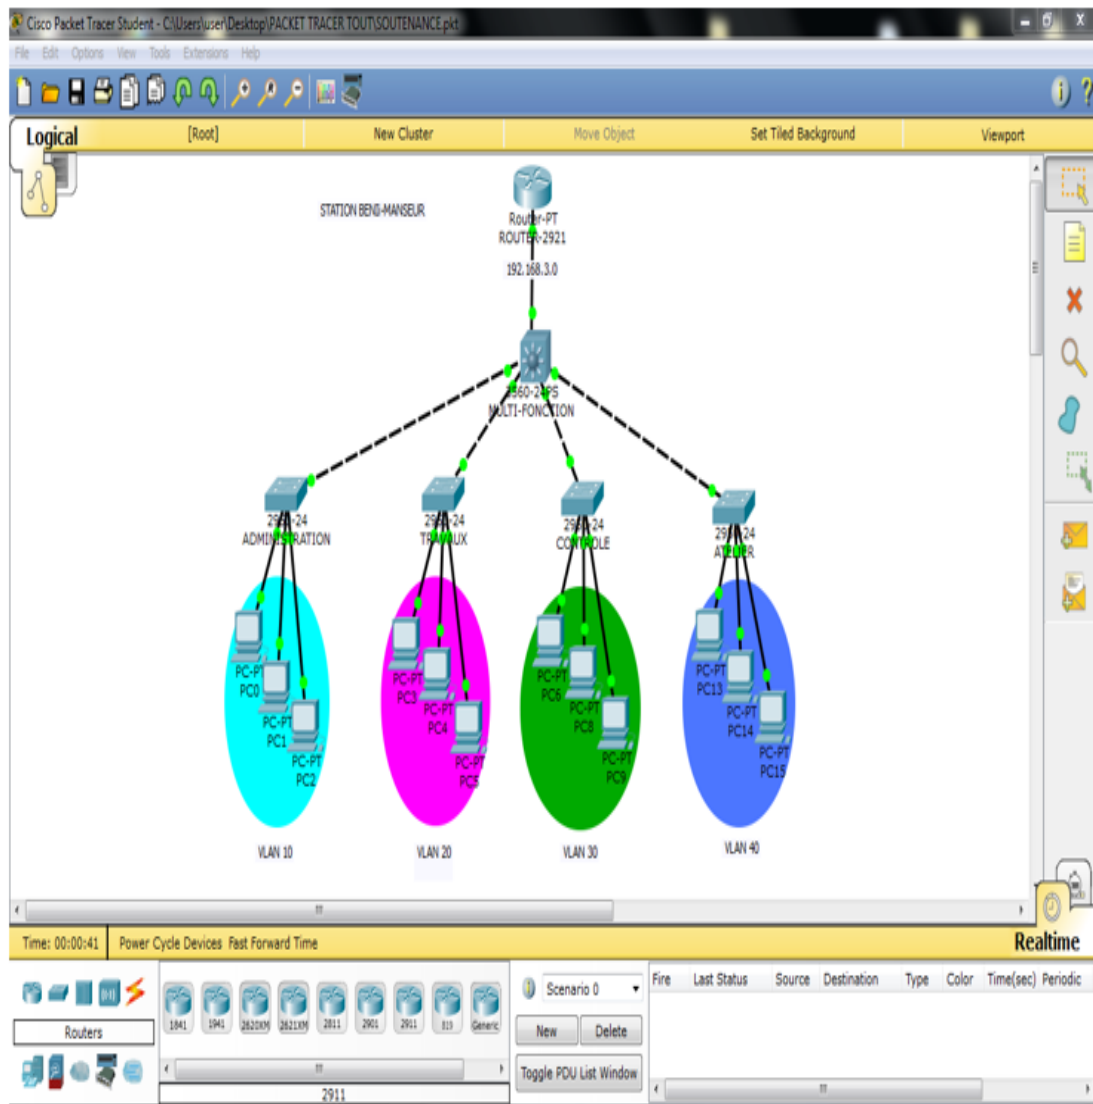 Cisco Packet Tracer Student - C:\Users\user\Desktop\PACKET TRACER TOUT\SOUTENANCE.pkt
File Edit Options View Tools Extensions Help
Logical
[Root]
New Cluster
Move Object
Set Tiled Background
Viewport
STATION BENI-MANSEUR
Router-PT
ROUTER-2921
192.168.3.0
3560-24PS
MULTI-FONCTION
ADMINISTRATION
TRAVAUX
CONTROLE
ATELIER
PC-PT
PC0
PC-PT
PC1
PC-PT
PC2
PC-PT
PC3
PC-PT
PC4
PC-PT
PC5
PC-PT
PC6
PC-PT
PC8
PC-PT
PC9
PC-PT
PC13
PC-PT
PC14
PC-PT
PC15
VLAN 10
VLAN 20
VLAN 30
VLAN 40
Time: 00:00:41
Power Cycle Devices Fast Forward Time
Realtime
Routers
1841
1941
2620XM
2621XM
2811
2901
2911
819
Generic
2911
Scenario 0
New
Delete
Toggle PDU List Window
Fire Last Status Source Destination Type Color Time(sec) Periodic